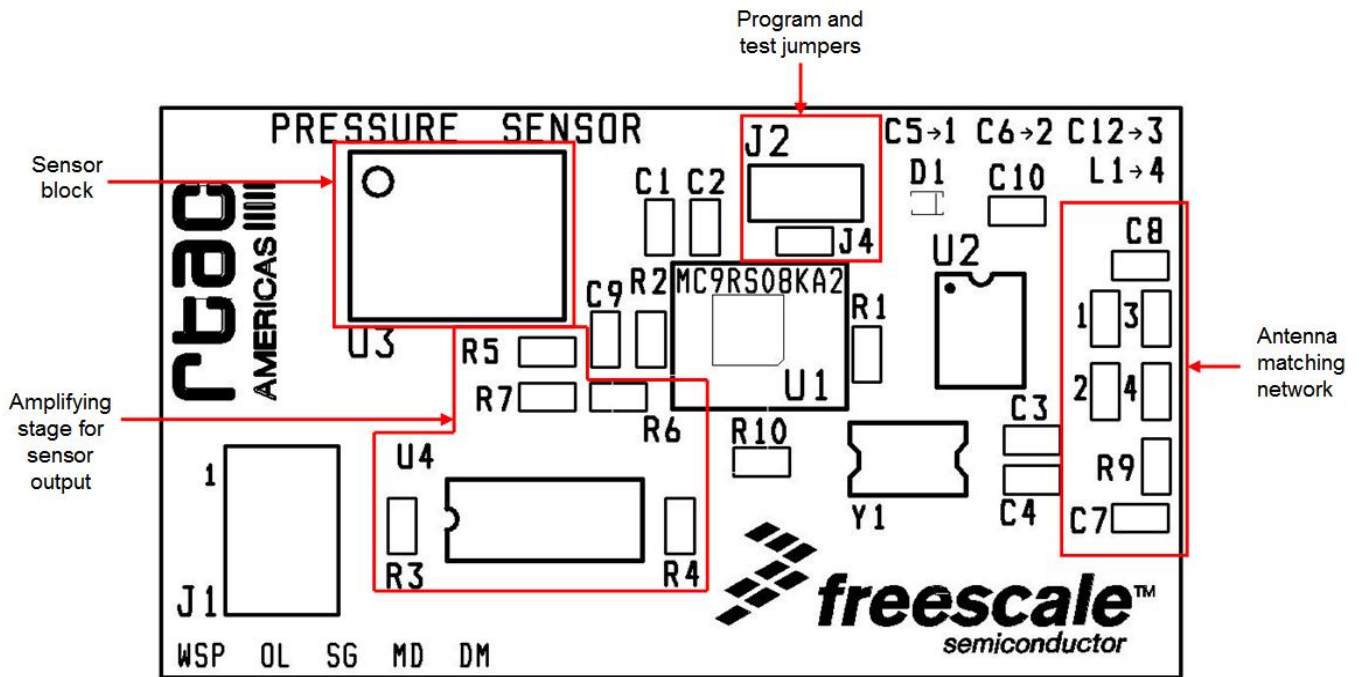 Program and
test jumpers
PRESSURE SENSOR
J2
C5→1 C6→2 C12→3
L1→4
Sensor
block
rtac
AMERICAS
C1 C2
J4
D1
C10
U2
C8
MC9RS08KA2
C9
R2
R1
U3
R5
R7
R6
U1
1 3
2 4
Antenna
matching
network
Amplifying
stage for
sensor
output
U4
R10
C3
C4
R9
C7
Y1
1
J1
R3
R4
freescale™
semiconductor
WSP OL SG MD DM